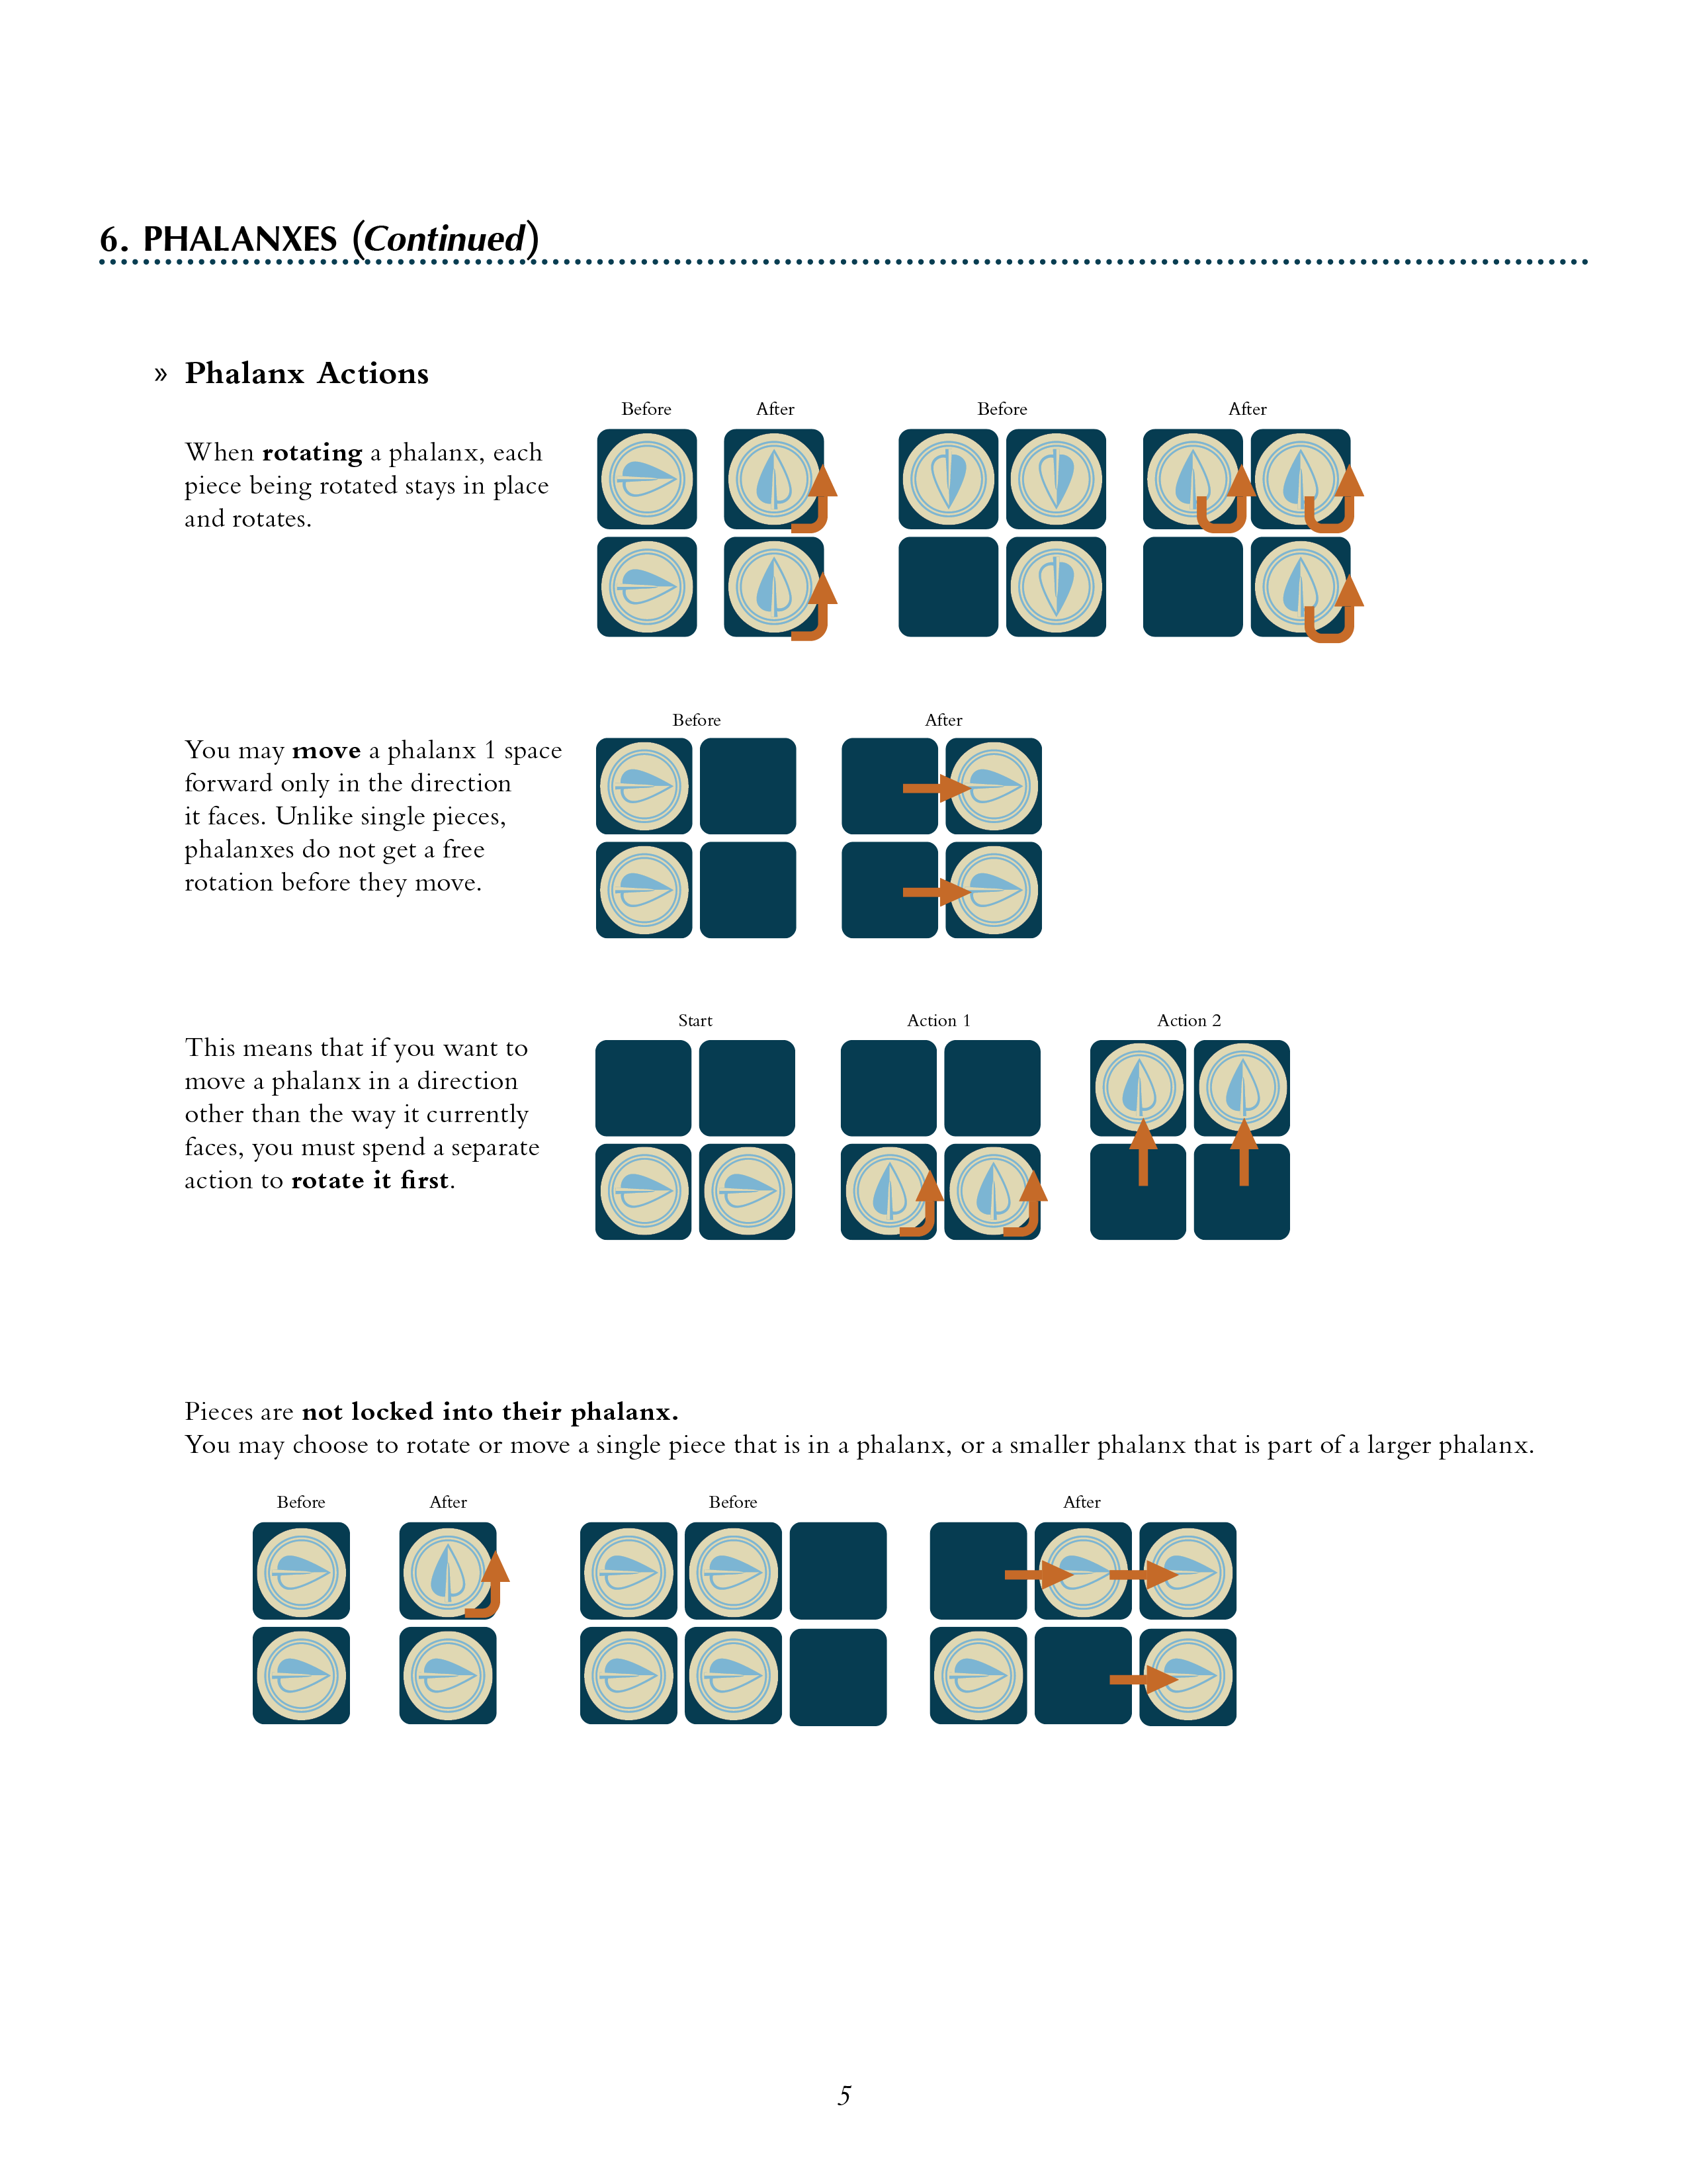 6. PHALANXES (Continued)
» Phalanx Actions
Before After Before After
When rotating a phalanx, each
piece being rotated stays in place
and rotates.
Before After
You may move a phalanx 1 space
forward only in the direction
it faces. Unlike single pieces,
phalanxes do not get a free
rotation before they move.
Start Action 1 Action 2
This means that if you want to
move a phalanx in a direction
other than the way it currently
faces, you must spend a separate
action to rotate it first.
Pieces are not locked into their phalanx.
You may choose to rotate or move a single piece that is in a phalanx, or a smaller phalanx that is part of a larger phalanx.
Before After Before After
5